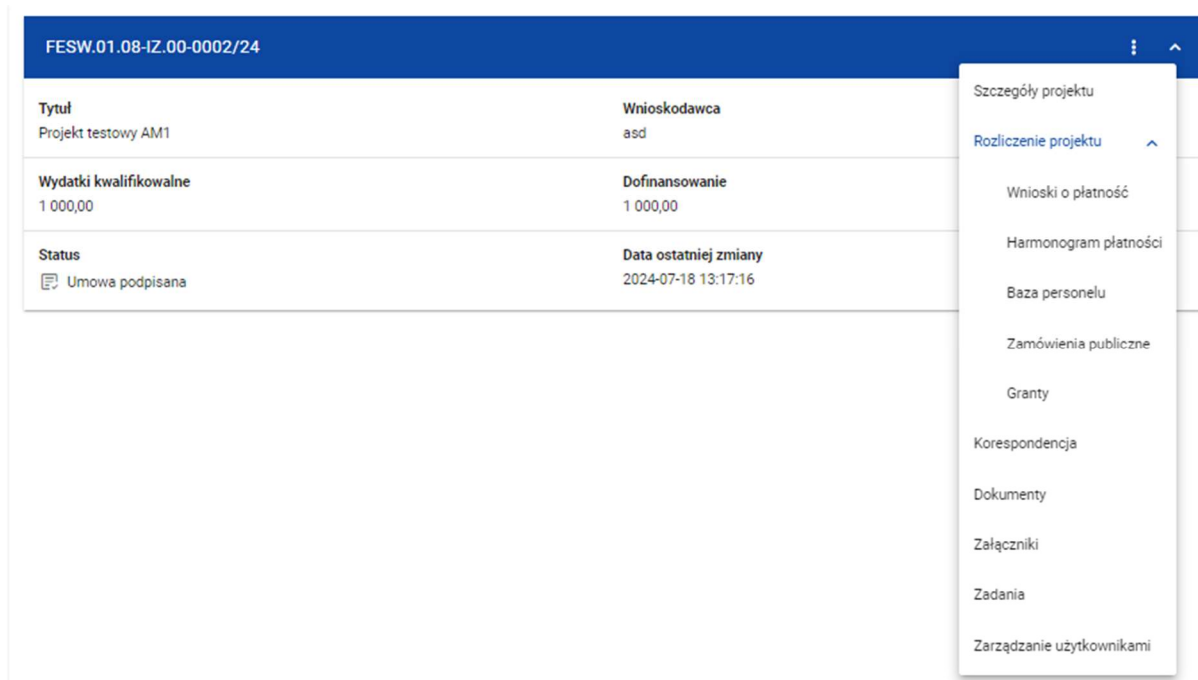 FESW.01.08-IZ.00-0002/24
Tytuł
Projekt testowy AM1
Wnioskodawca
asd
Wydatki kwalifikowalne
1 000,00
Dofinansowanie
1 000,00
Status
Umowa podpisana
Data ostatniej zmiany
2024-07-18 13:17:16
Szczegóły projektu
Rozliczenie projektu
Wnioski o płatność
Harmonogram płatności
Baza personelu
Zamówienia publiczne
Granty
Korespondencja
Dokumenty
Załączniki
Zadania
Zarządzanie użytkownikami